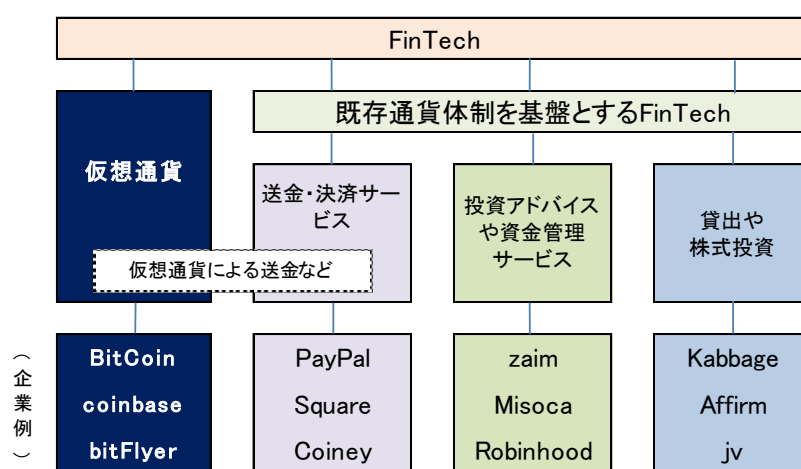 FinTech
既存通貨体制を基盤とするFinTech
仮想通貨
送金・決済サー
ビス
投資アドバイス
や資金管理
サービス
貸出や
株式投資
仮想通貨による送金など
（企業例）
BitCoin
coinbase
bitFlyer
PayPal
Square
Coiney
zaim
Misoca
Robinhood
Kabbage
Affirm
jv